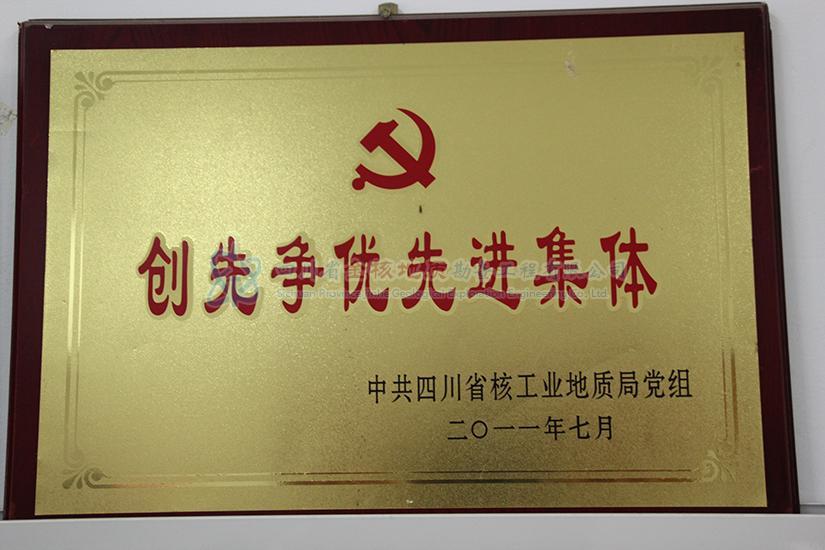 创先争优先进集体
中共四川省核工业地质局党组
二〇一一年七月